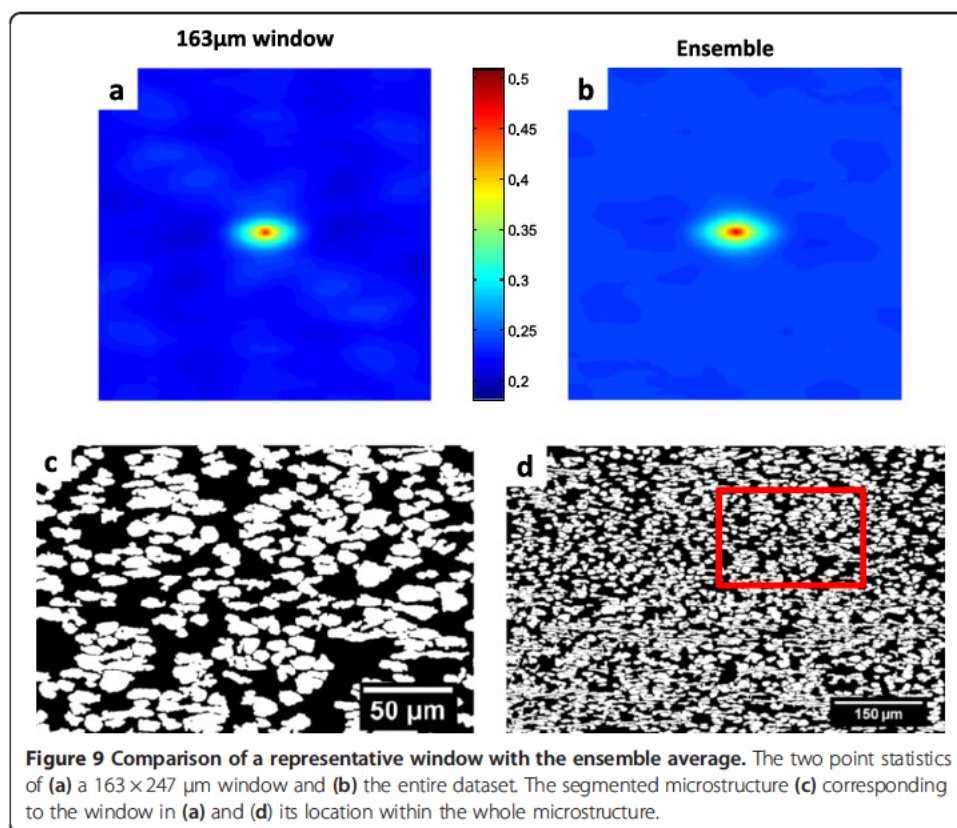 163μm window
Ensemble
a
b
0.5
0.45
0.4
0.35
0.3
0.25
0.2
c
d
50 μm
150 μm
Figure 9 Comparison of a representative window with the ensemble average. The two point statistics
of (a) a 163 × 247 μm window and (b) the entire dataset. The segmented microstructure (c) corresponding
to the window in (a) and (d) its location within the whole microstructure.